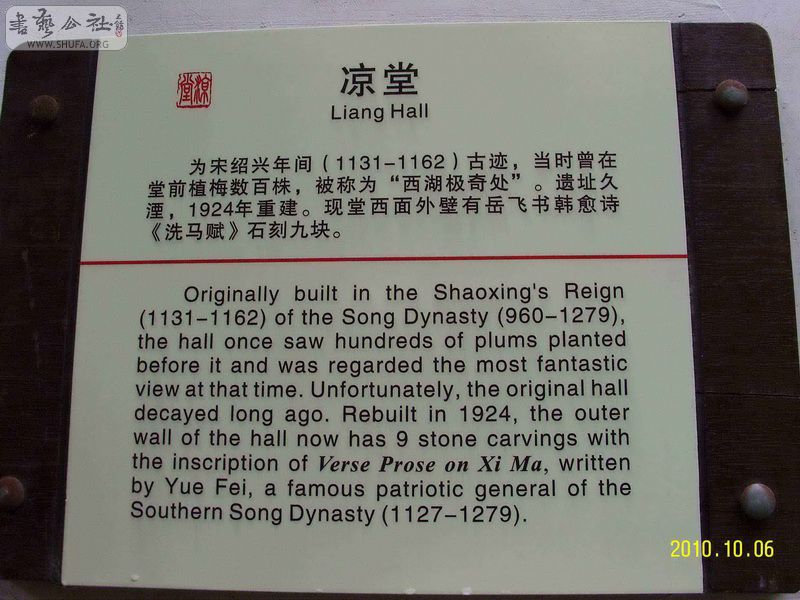 書藝公社
WWW.SHUFA.ORG
凉堂
Liang Hall
为宋绍兴年间(1131-1162)古迹,当时曾在
堂前植梅数百株,被称为“西湖极奇处”。遗址久
湮,1924年重建。现堂西面外壁有岳飞书韩愈诗
《洗马赋》石刻九块。
Originally built in the Shaoxing's Reign
(1131-1162) of the Song Dynasty (960-1279),
the hall once saw hundreds of plums planted
before it and was regarded the most fantastic
view at that time. Unfortunately, the original hall
decayed long ago. Rebuilt in 1924, the outer
wall of the hall now has 9 stone carvings with
the inscription of Verse Prose on Xi Ma, written
by Yue Fei, a famous patriotic general of the
Southern Song Dynasty (1127-1279).
2010.10.06